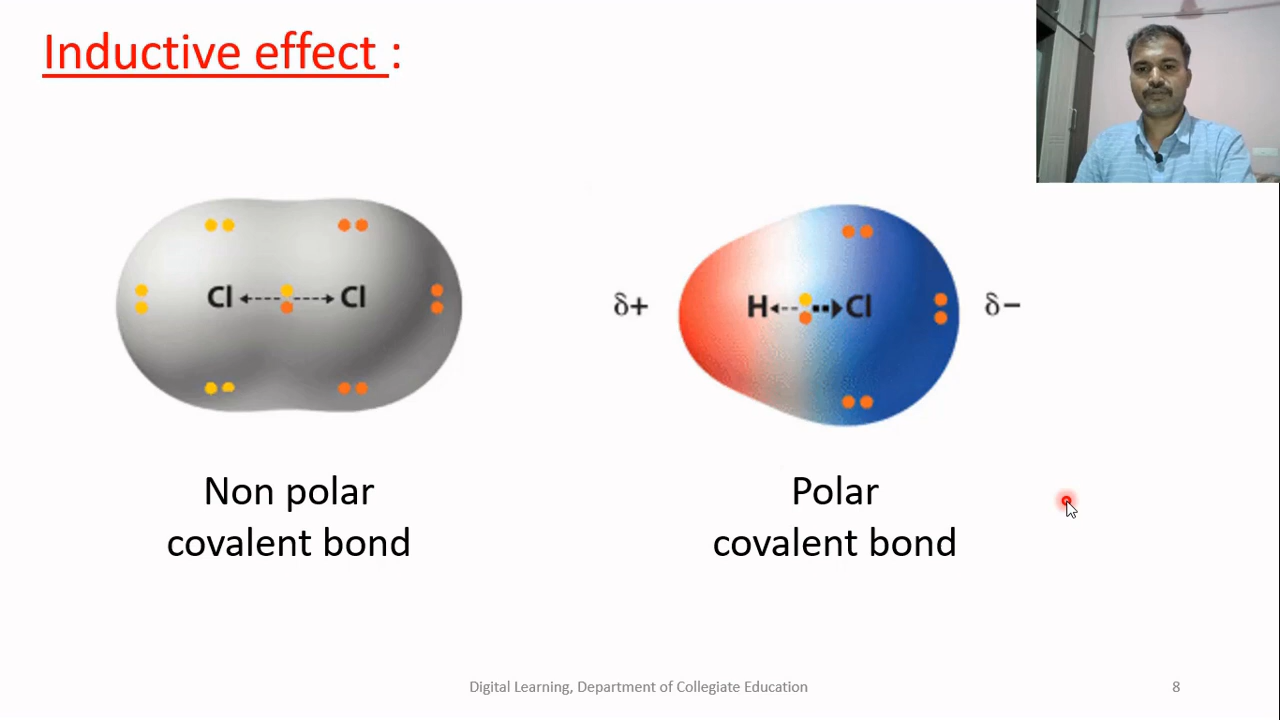 Inductive effect :
Cl Cl
δ+ H Cl δ−
Non polar
covalent bond
Polar
covalent bond
Digital Learning, Department of Collegiate Education 8